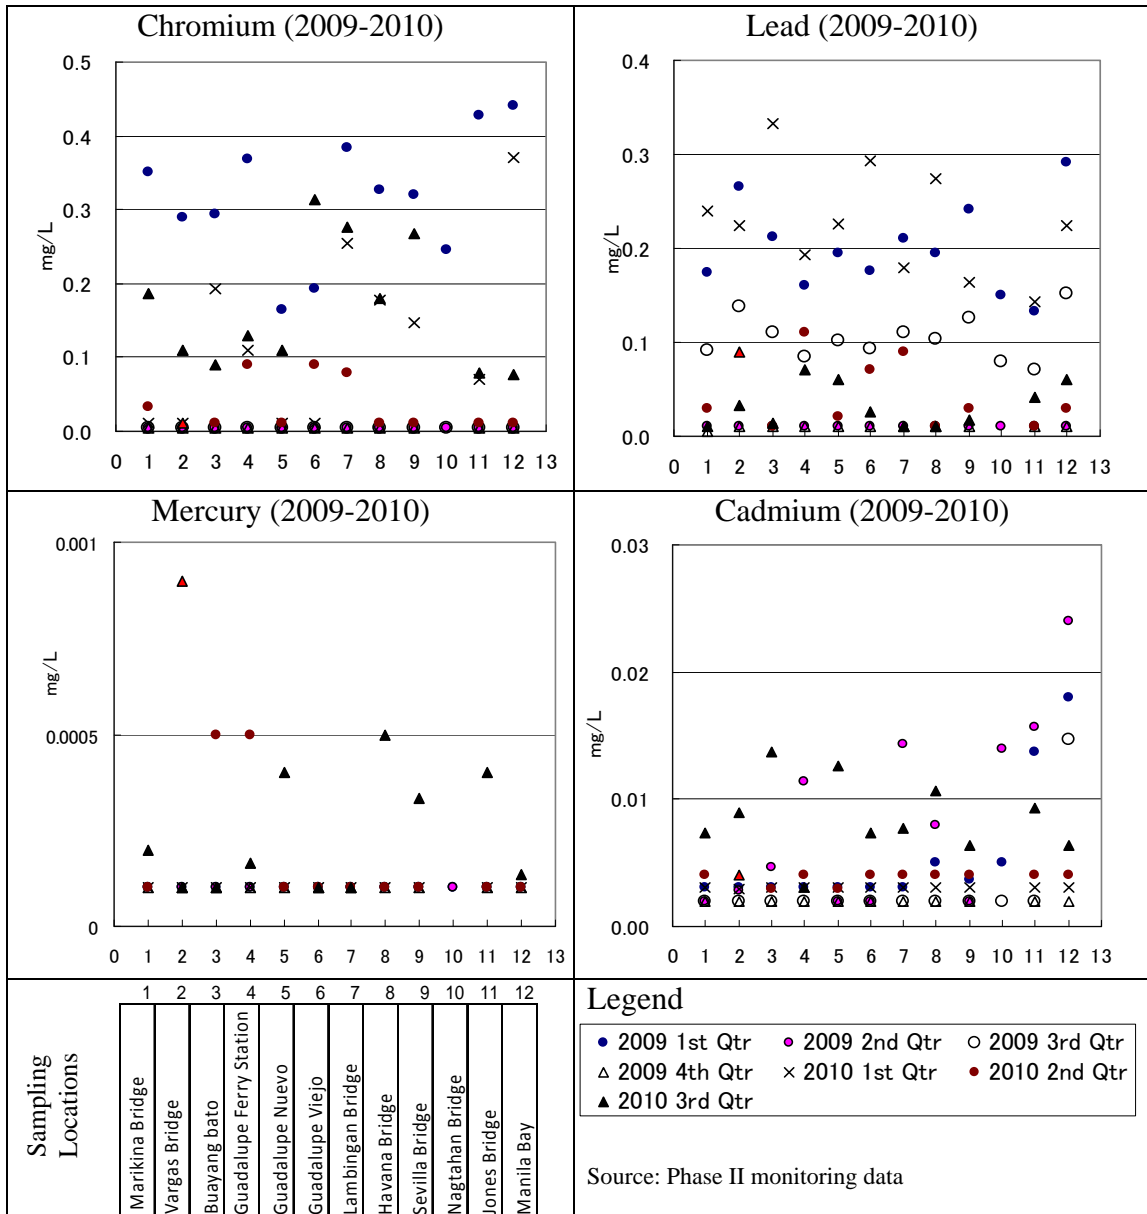 Chromium (2009-2010)
0.5
0.4
0.3
0.2
0.1
0.0
mg/L
0 1 2 3 4 5 6 7 8 9 10 11 12 13
Lead (2009-2010)
0.4
0.3
0.2
0.1
0.0
mg/L
0 1 2 3 4 5 6 7 8 9 10 11 12 13
Mercury (2009-2010)
0.001
0.0005
0
mg/L
0 1 2 3 4 5 6 7 8 9 10 11 12 13
Cadmium (2009-2010)
0.03
0.02
0.01
0.00
mg/L
0 1 2 3 4 5 6 7 8 9 10 11 12 13
Sampling
Locations
1 2 3 4 5 6 7 8 9 10 11 12
Marikina Bridge
Vargas Bridge
Buayang bato
Guadalupe Ferry Station
Guadalupe Nuevo
Guadalupe Viejo
Lambingan Bridge
Havana Bridge
Sevilla Bridge
Nagtahan Bridge
Jones Bridge
Manila Bay
Legend
2009 1st Qtr 2009 2nd Qtr 2009 3rd Qtr
2009 4th Qtr 2010 1st Qtr 2010 2nd Qtr
2010 3rd Qtr
Source: Phase II monitoring data